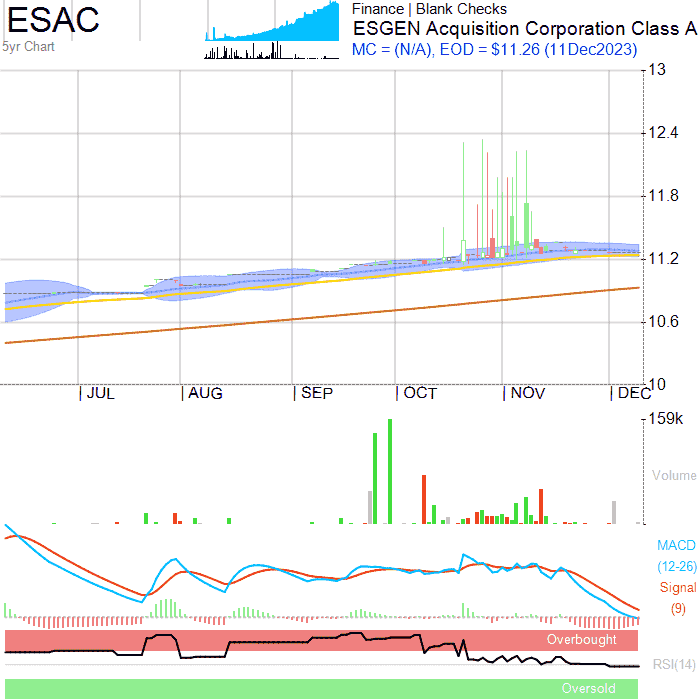 ESAC
5yr Chart
Finance | Blank Checks
ESGEN Acquisition Corporation Class A
MC = (N/A), EOD = $11.26 (11Dec2023)
13
12.4
11.8
11.2
10.6
10
| JUL | AUG | SEP | OCT | NOV | DEC
159k
Volume
MACD
(12-26)
Signal
(9)
Overbought
RSI(14)
Oversold